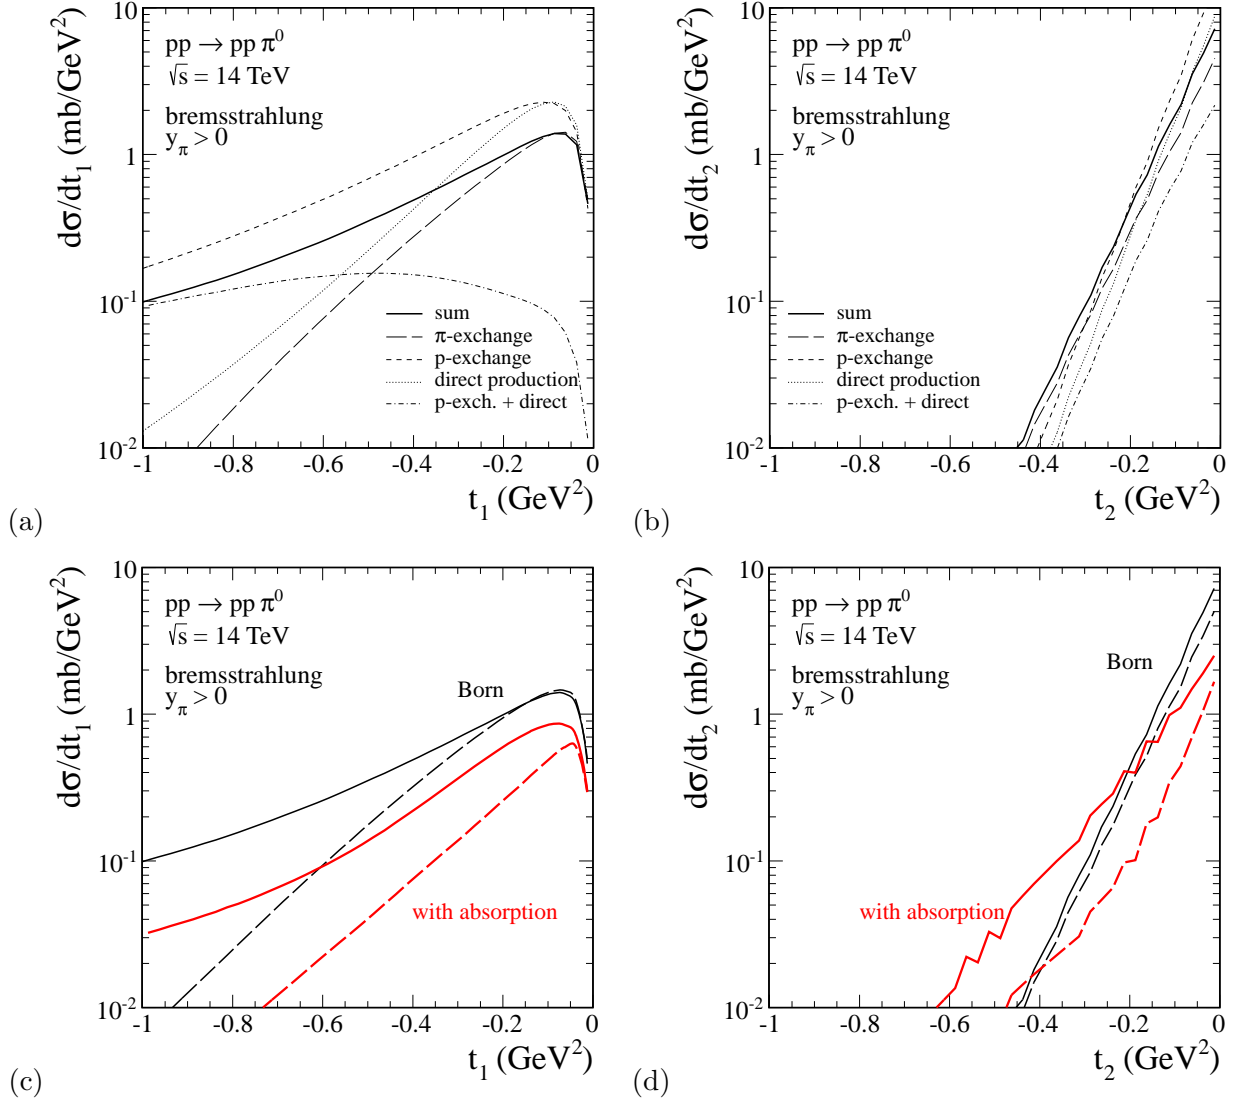 dσ/dt₁ (mb/GeV²)
10
1
10⁻¹
10⁻²
pp → pp π⁰
√s = 14 TeV
bremsstrahlung
y_π > 0
sum
π-exchange
p-exchange
direct production
p-exch. + direct
-1 -0.8 -0.6 -0.4 -0.2 0
t₁ (GeV²)
(a)
dσ/dt₂ (mb/GeV²)
10
1
10⁻¹
10⁻²
pp → pp π⁰
√s = 14 TeV
bremsstrahlung
y_π > 0
sum
π-exchange
p-exchange
direct production
p-exch. + direct
-1 -0.8 -0.6 -0.4 -0.2 0
t₂ (GeV²)
(b)
dσ/dt₁ (mb/GeV²)
10
1
10⁻¹
10⁻²
pp → pp π⁰
√s = 14 TeV
bremsstrahlung
y_π > 0
Born
with absorption
-1 -0.8 -0.6 -0.4 -0.2 0
t₁ (GeV²)
(c)
dσ/dt₂ (mb/GeV²)
10
1
10⁻¹
10⁻²
pp → pp π⁰
√s = 14 TeV
bremsstrahlung
y_π > 0
Born
with absorption
-1 -0.8 -0.6 -0.4 -0.2 0
t₂ (GeV²)
(d)